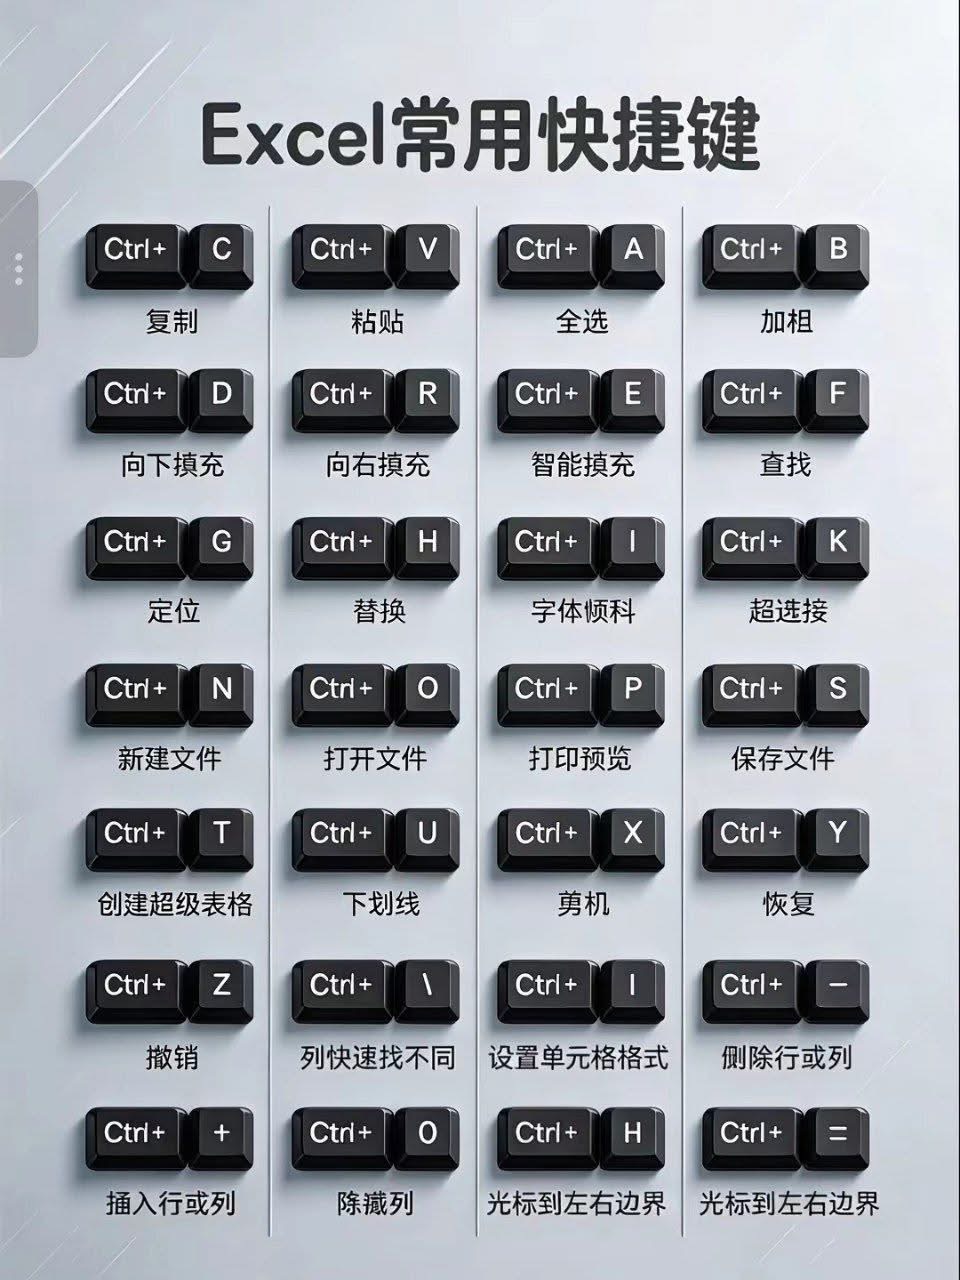 Excel常用快捷键
Ctrl+ C
Ctrl+ V
Ctrl+ A
Ctrl+ B
复制
粘贴
全选
加柤
Ctrl+ D
Ctrl+ R
Ctrl+ E
Ctrl+ F
向下填充
向右填充
智能填充
查找
Ctrl+ G
Ctrl+ H
Ctrl+ I
Ctrl+ K
定位
替换
字体倾科
超选接
Ctrl+ N
Ctrl+ O
Ctrl+ P
Ctrl+ S
新建文件
打开文件
打印预览
保存文件
Ctrl+ T
Ctrl+ U
Ctrl+ X
Ctrl+ Y
创建超级表格
下划线
剪机
恢复
Ctrl+ Z
Ctrl+ \
Ctrl+ I
Ctrl+ −
撤销
列快速找不同
设置单元格格式
删除行或列
Ctrl+ +
Ctrl+ 0
Ctrl+ H
Ctrl+ =
插入行或列
除藏列
光标到左右边界
光标到左右边界